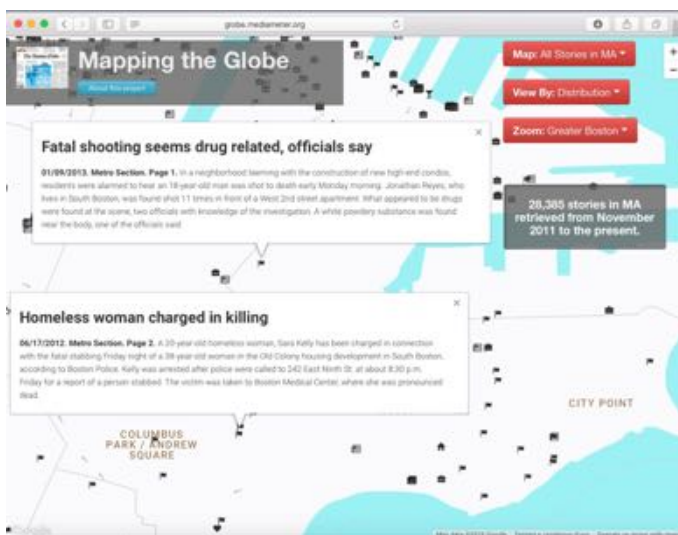 globe.mediameter.org
Mapping the Globe
About this project
Map: All Stories in MA
View By: Distribution
Zoom: Greater Boston
28,385 stories in MA
retrieved from November
2011 to the present.
Fatal shooting seems drug related, officials say
01/09/2013. Metro Section. Page 1. In a neighborhood teeming with the construction of new high-end condos,
residents were alarmed to hear an 18-year-old man was shot to death early Monday morning. Jonathan Reyes, who
lives in South Boston, was found shot 11 times in front of a West 2nd street apartment. What appeared to be drugs
were found at the scene, two officials with knowledge of the investigation. A white powdery substance was found
near the body, one of the officials said.
Homeless woman charged in killing
06/17/2012. Metro Section. Page 2. A 20-year-old homeless woman, Sara Kelly has been charged in connection
with the fatal stabbing Friday night of a 38-year-old women in the Old Colony housing development in South Boston,
according to Boston Police. Kelly was arrested after police were called to 242 East Ninth St. at about 8:30 p.m.
Friday for a report of a person stabbed. The victim was taken to Boston Medical Center, where she was pronounced
dead.
CITY POINT
COLUMBUS
PARK / ANDREW
SQUARE